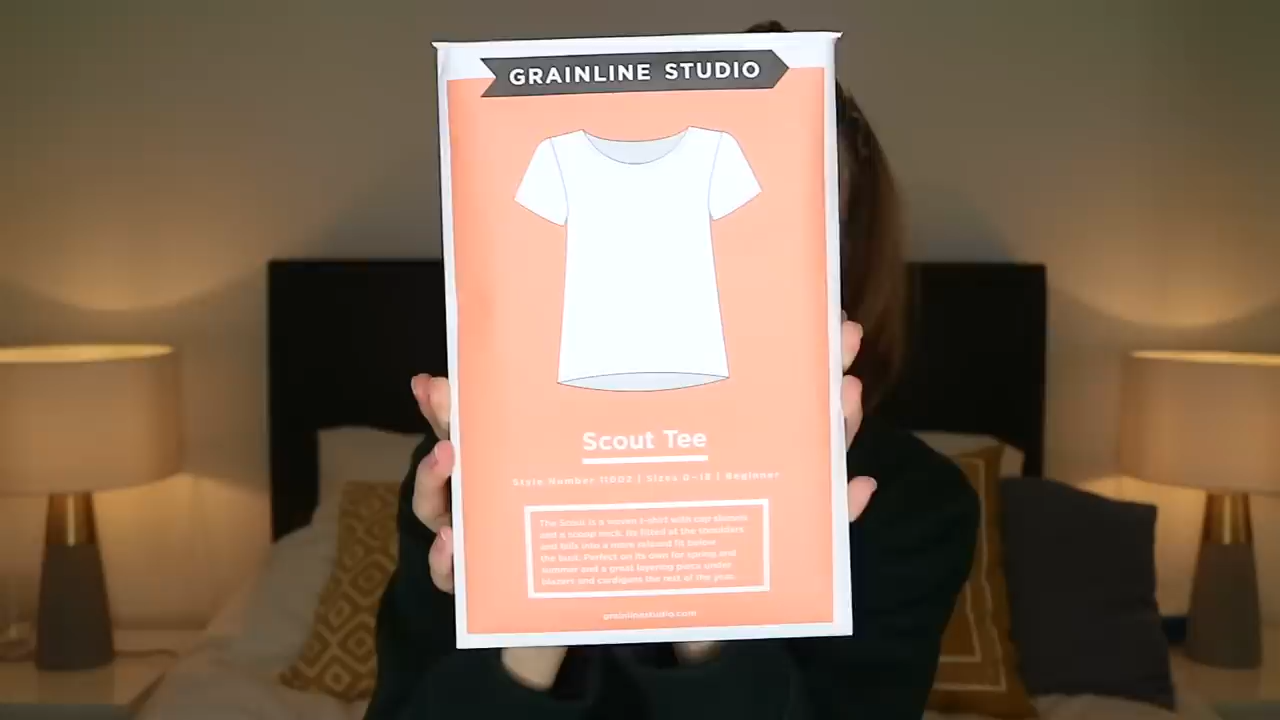 GRAINLINE STUDIO
Scout Tee
Style Number 11002 | Sizes 0-18 | Beginner
The Scout is a woven t-shirt with cap sleeves
and a scoop neck. Its fitted at the shoulders
and falls into a more relaxed fit below
the bust. Perfect on its own for spring and
summer and a great layering piece under
blazers and cardigans the rest of the year.
grainlinestudio.com